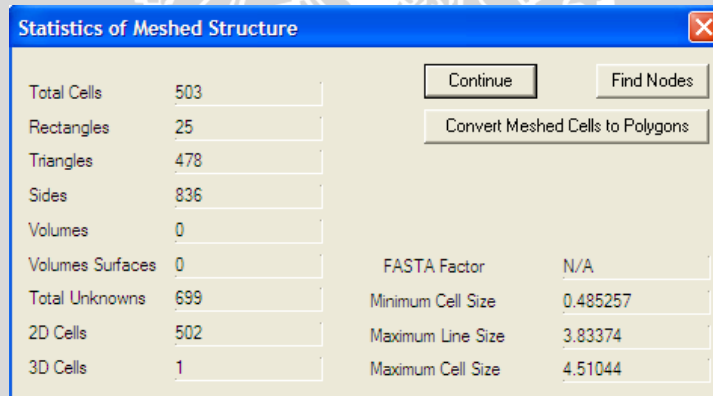 Statistics of Meshed Structure
Continue Find Nodes
Total Cells 503
Convert Meshed Cells to Polygons
Rectangles 25
Triangles 478
Sides 836
Volumes 0
Volumes Surfaces 0 FASTA Factor N/A
Total Unknowns 699 Minimum Cell Size 0.485257
2D Cells 502 Maximum Line Size 3.83374
3D Cells 1 Maximum Cell Size 4.51044